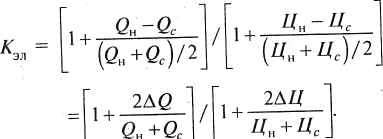 K_эл = [1 + (Q_н − Q_с) / ((Q_н + Q_с)/2)] / [1 + (Ц_н − Ц_с) / ((Ц_н + Ц_с)/2)]
= [1 + 2ΔQ / (Q_н + Q_с)] / [1 + 2ΔЦ / (Ц_н + Ц_с)].